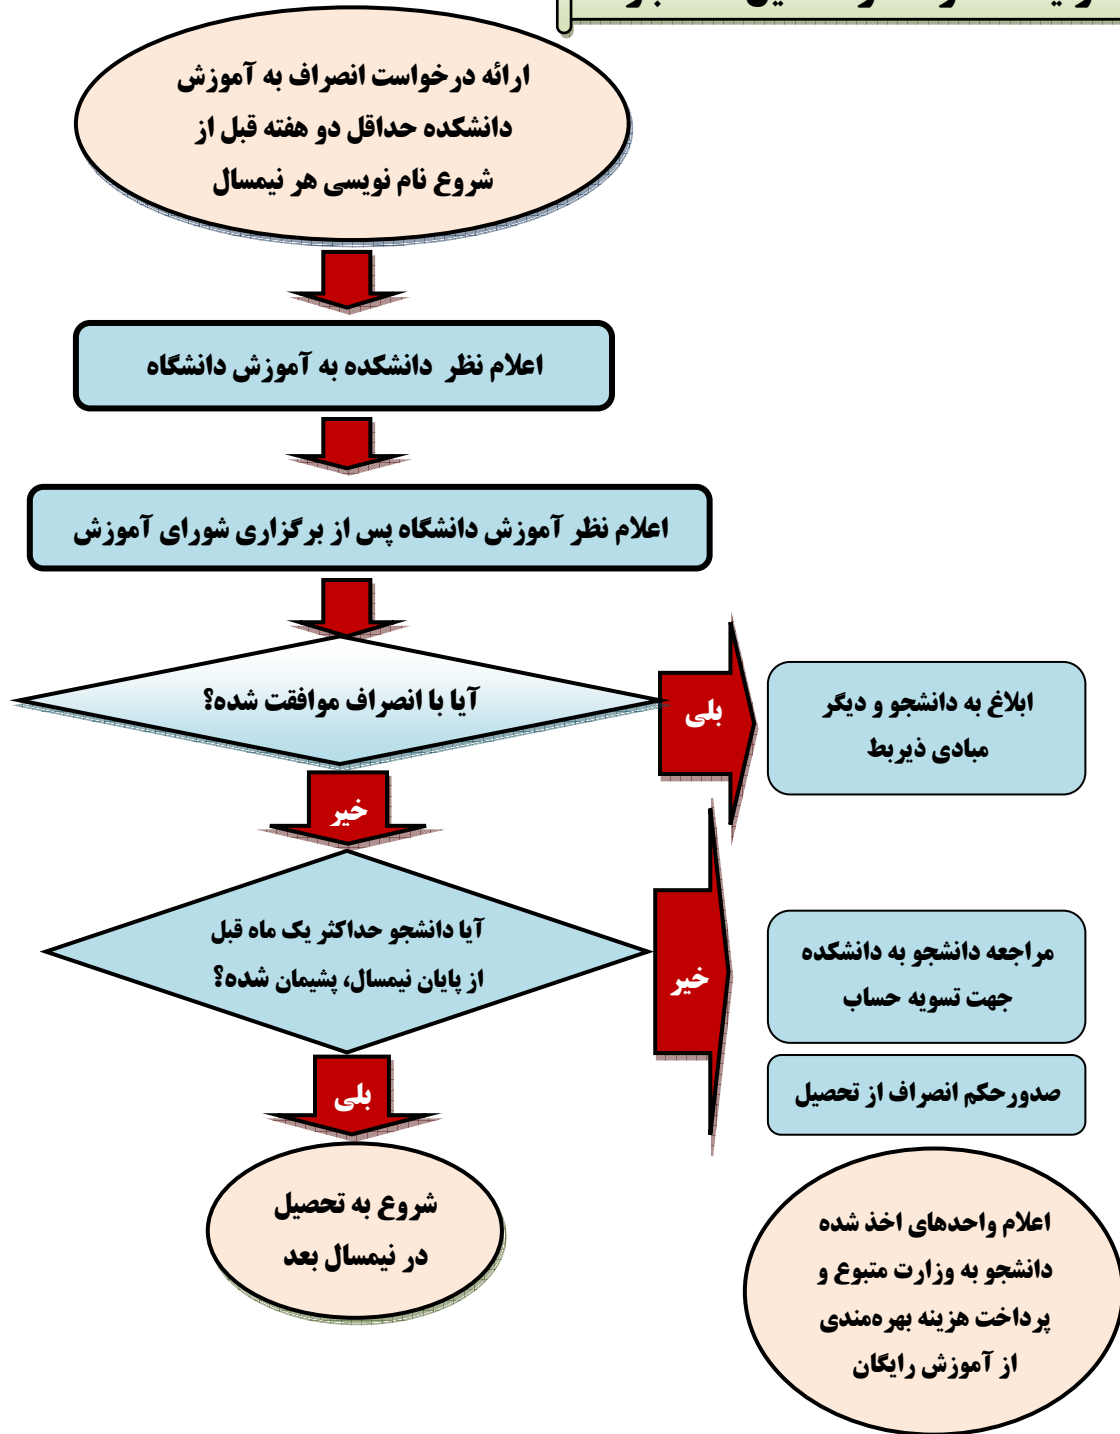 ارائه درخواست انصراف به آموزش
دانشکده حداقل دو هفته قبل از
شروع نام نویسی هر نیمسال
اعلام نظر دانشکده به آموزش دانشگاه
اعلام نظر آموزش دانشگاه پس از برگزاری شورای آموزش
آیا با انصراف موافقت شده؟
بلی
ابلاغ به دانشجو و دیگر
مبادی ذیربط
خیر
آیا دانشجو حداکثر یک ماه قبل
از پایان نیمسال، پشیمان شده؟
خیر
مراجعه دانشجو به دانشکده
جهت تسویه حساب
صدورحکم انصراف از تحصیل
بلی
شروع به تحصیل
در نیمسال بعد
اعلام واحدهای اخذ شده
دانشجو به وزارت متبوع و
پرداخت هزینه بهره‌مندی
از آموزش رایگان